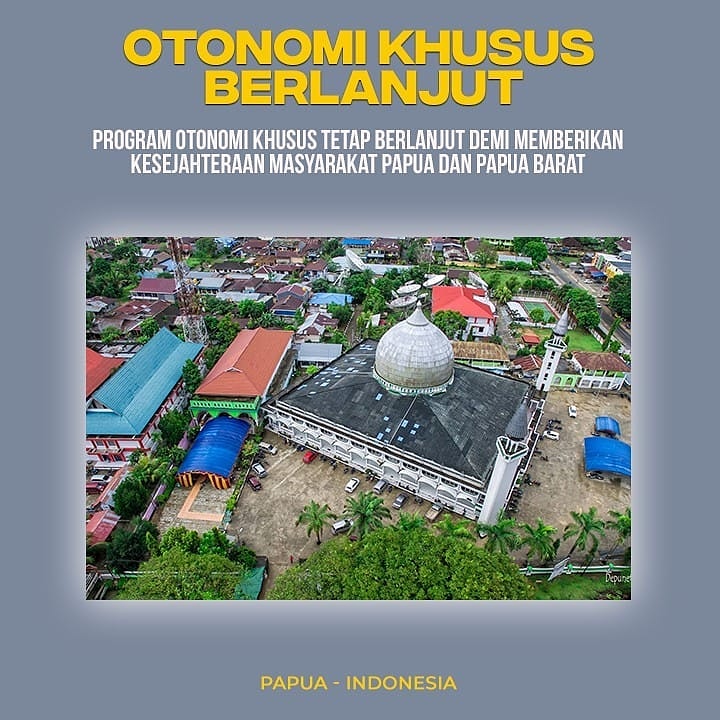 OTONOMI KHUSUS
BERLANJUT
PROGRAM OTONOMI KHUSUS TETAP BERLANJUT DEMI MEMBERIKAN
KESEJAHTERAAN MASYARAKAT PAPUA DAN PAPUA BARAT
PAPUA - INDONESIA